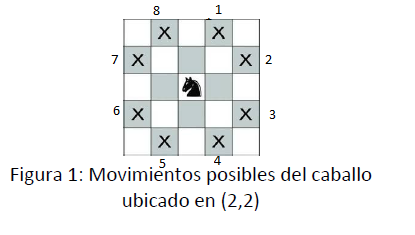 8 1
X X
7 X X 2
6 X X 3
X X
5 4
Figura 1: Movimientos posibles del caballo
ubicado en (2,2)